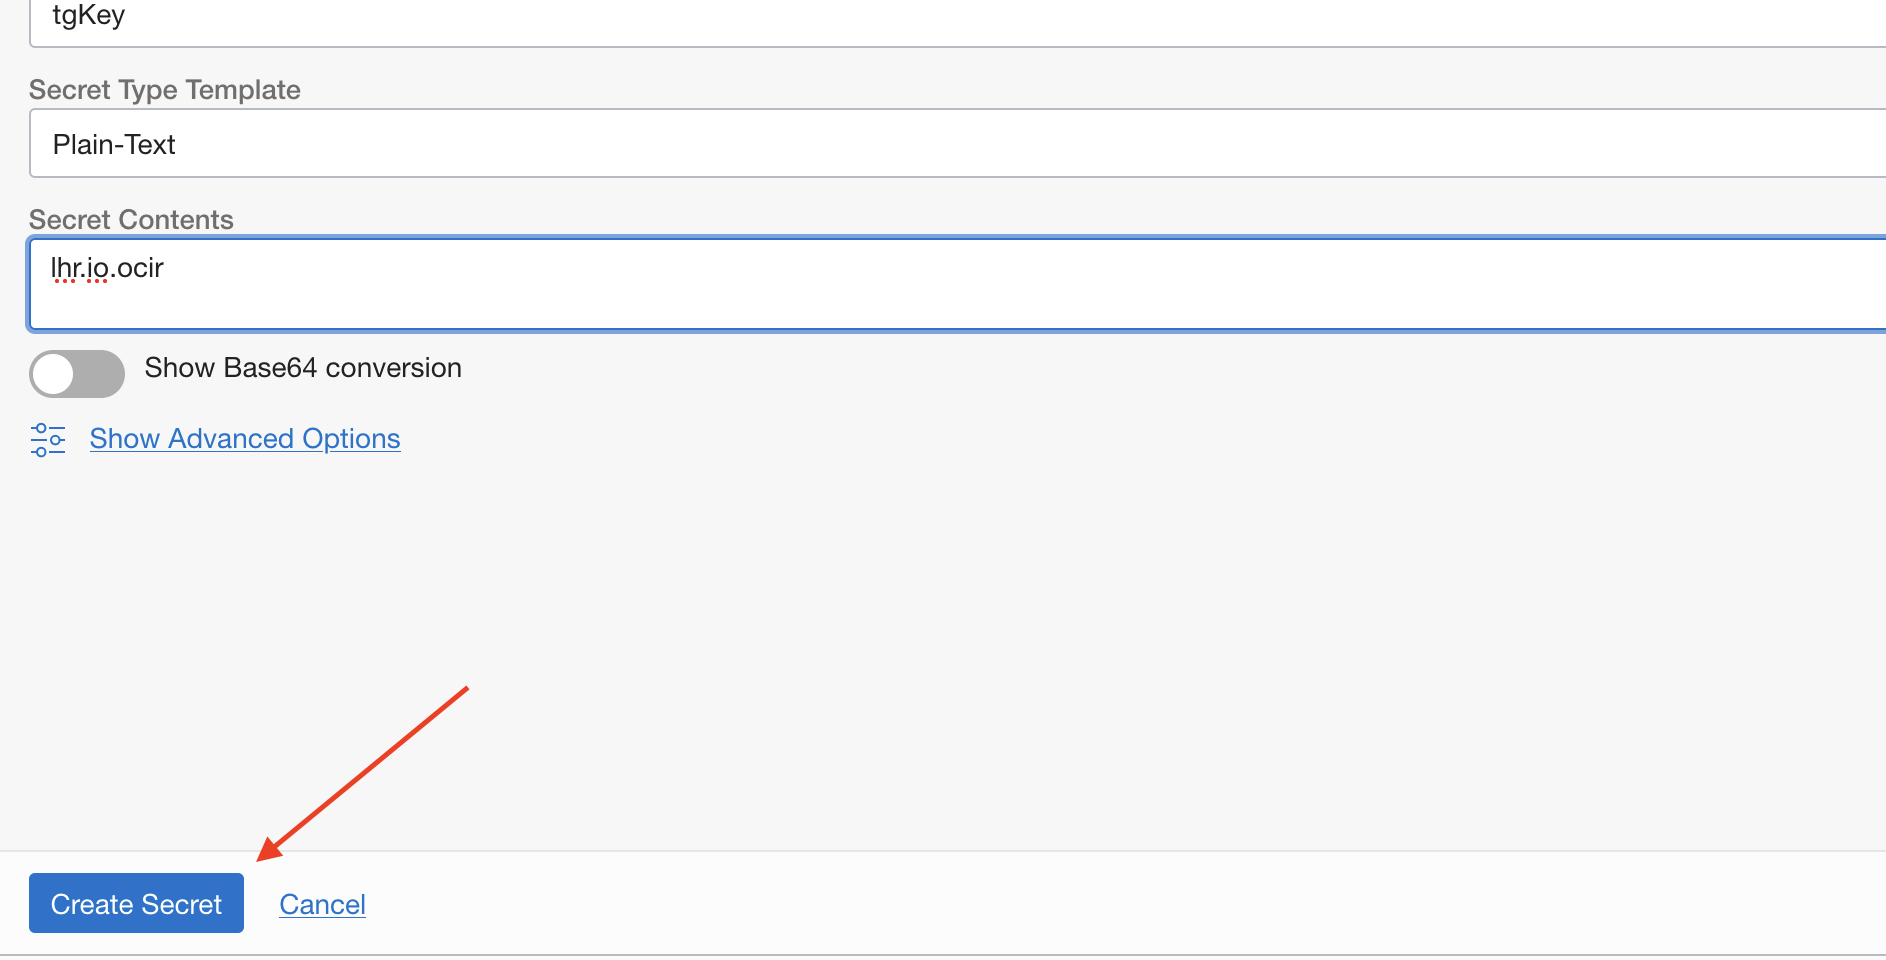 tgKey
Secret Type Template
Plain-Text
Secret Contents
lhr.io.ocir
Show Base64 conversion
Show Advanced Options
Create Secret
Cancel